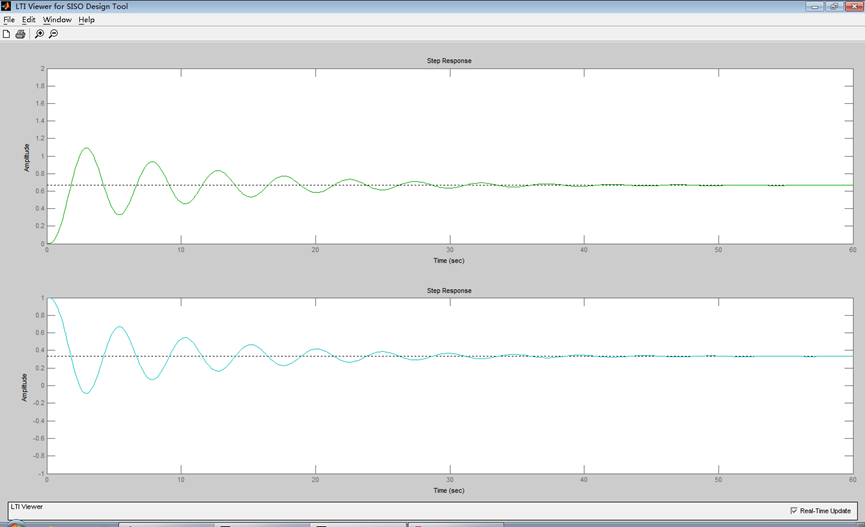 LTI Viewer for SISO Design Tool
File Edit Window Help
Step Response
2
1.8
1.6
1.4
1.2
1
0.8
0.6
0.4
0.2
0
Amplitude
0 10 20 30 40 50 60
Time (sec)
Step Response
1
0.8
0.6
0.4
0.2
0
-0.2
-0.4
-0.6
-0.8
-1
Amplitude
0 10 20 30 40 50 60
Time (sec)
LTI Viewer
Real-Time Update